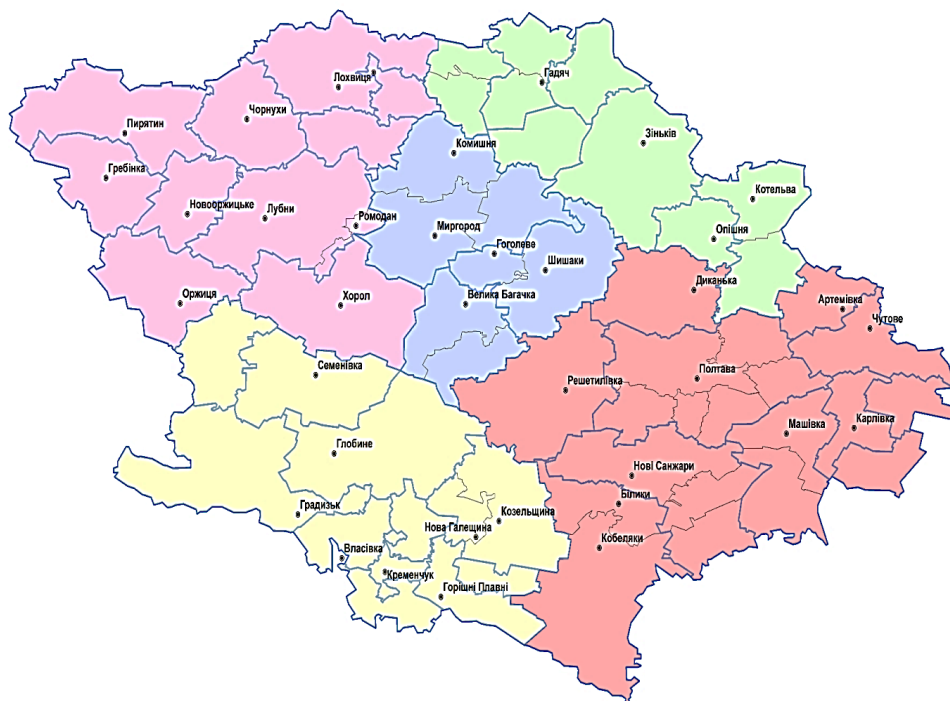 Лохвиця
Гадяч
Чорнухи
Пирятин
Зіньків
Комишня
Гребінка
Котельва
Новооржицьке
Лубни
Ромодан
Миргород
Опішня
Гоголеве
Шишаки
Диканька
Оржиця
Хорол
Велика Багачка
Артемівка
Чутове
Семенівка
Полтава
Решетилівка
Карлівка
Машівка
Глобине
Нові Санжари
Білики
Градизьк
Козельщина
Нова Галещина
Кобеляки
Власівка
Кременчук
Горішні Плавні